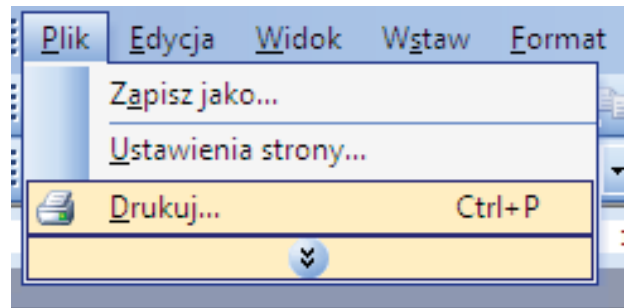 Plik Edycja Widok Wstaw Format
Zapisz jako...
Ustawienia strony...
Drukuj... Ctrl+P